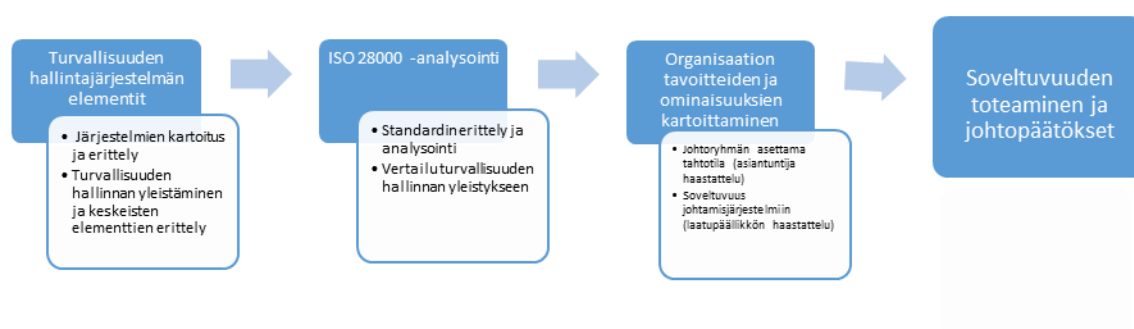 Turvallisuuden
hallintajärjestelmän
elementit
• Järjestelmien kartoitus
ja erittely
• Turvallisuuden
hallinnan yleistäminen
ja keskeisten
elementtien erittely
ISO 28000 -analysointi
• Standardin erittely ja
analysointi
• Vertailu turvallisuuden
hallinnan yleistykseen
Organisaation
tavoitteiden ja
ominaisuuksien
kartoittaminen
• Johtoryhmän asettama
tahtotila (asiantuntija
haastattelu)
• Soveltuvuus
johtamisjärjestelmiin
(laatupäällikkön haastattelu)
Soveltuvuuden
toteaminen ja
johtopäätökset